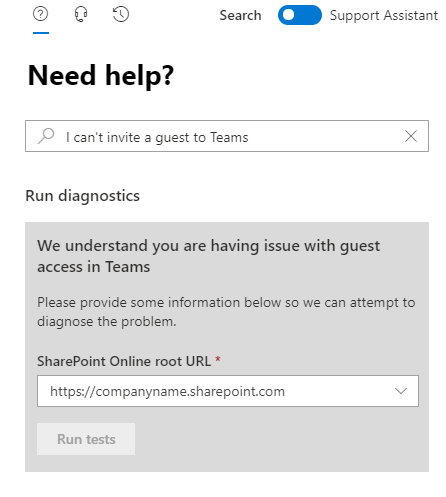 Search Support Assistant
Need help?
I can't invite a guest to Teams
Run diagnostics
We understand you are having issue with guest
access in Teams
Please provide some information below so we can attempt to
diagnose the problem.
SharePoint Online root URL *
https://companyname.sharepoint.com
Run tests